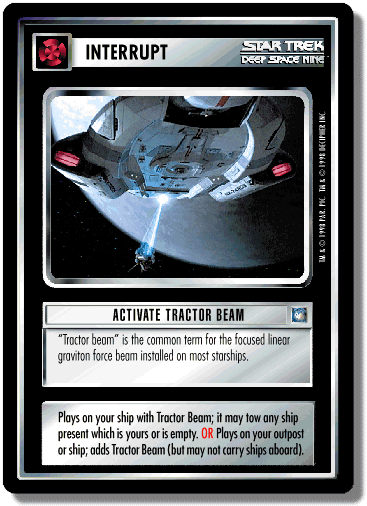 INTERRUPT
STAR TREK
DEEP SPACE NINE
TM & © 1998 PAR. PIC. TM & © 1998 DECIPHER INC.
ACTIVATE TRACTOR BEAM
“Tractor beam” is the common term for the focused linear
graviton force beam installed on most starships.
Plays on your ship with Tractor Beam; it may tow any ship
present which is yours or is empty. OR Plays on your outpost
or ship; adds Tractor Beam (but may not carry ships aboard).